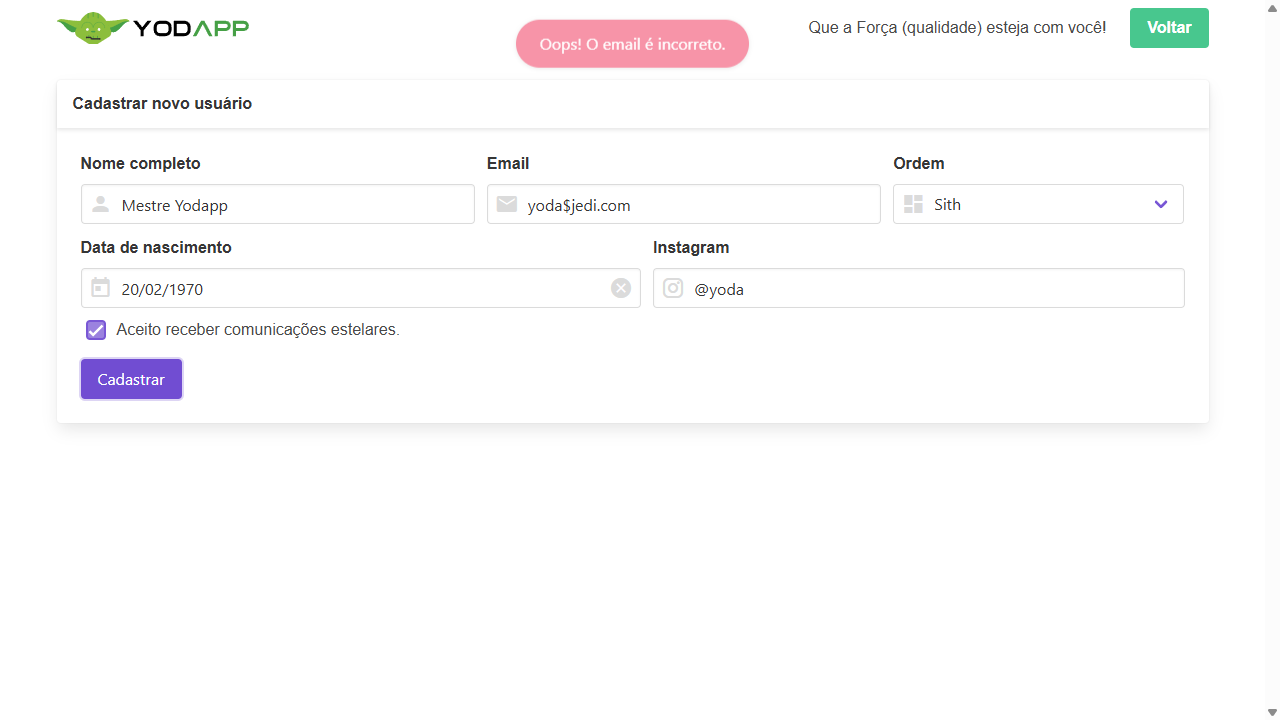 YODAPP
Oops! O email é incorreto.
Que a Força (qualidade) esteja com você!
Voltar
Cadastrar novo usuário
Nome completo
Email
Ordem
Mestre Yodapp
yoda$jedi.com
Sith
Data de nascimento
Instagram
20/02/1970
@yoda
Aceito receber comunicações estelares.
Cadastrar